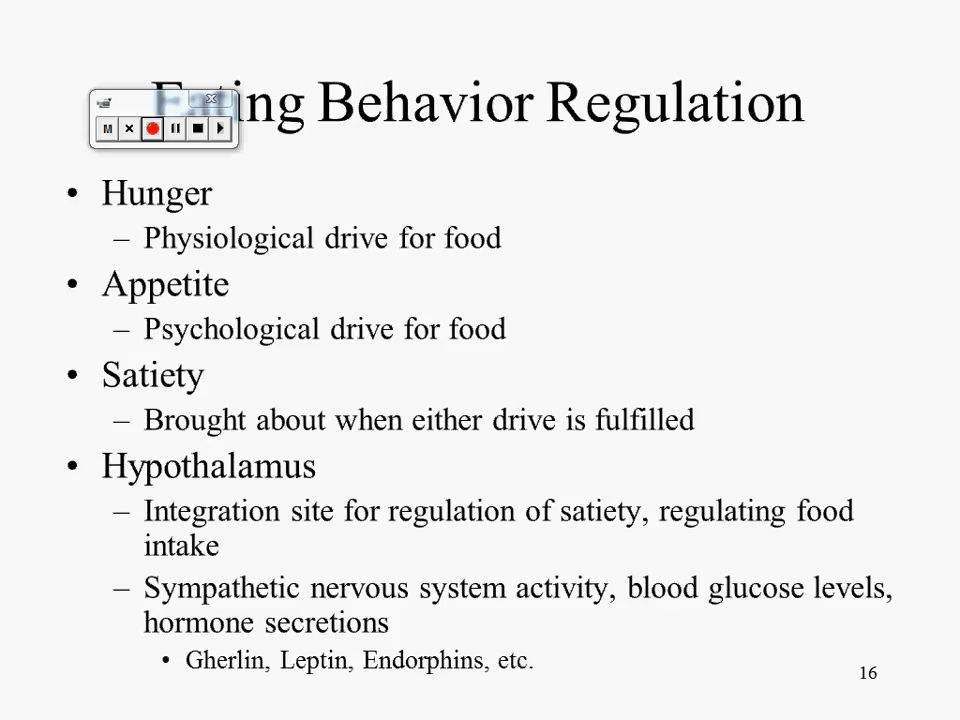 Eating Behavior Regulation
• Hunger
– Physiological drive for food
• Appetite
– Psychological drive for food
• Satiety
– Brought about when either drive is fulfilled
• Hypothalamus
– Integration site for regulation of satiety, regulating food
intake
– Sympathetic nervous system activity, blood glucose levels,
hormone secretions
• Gherlin, Leptin, Endorphins, etc.
16